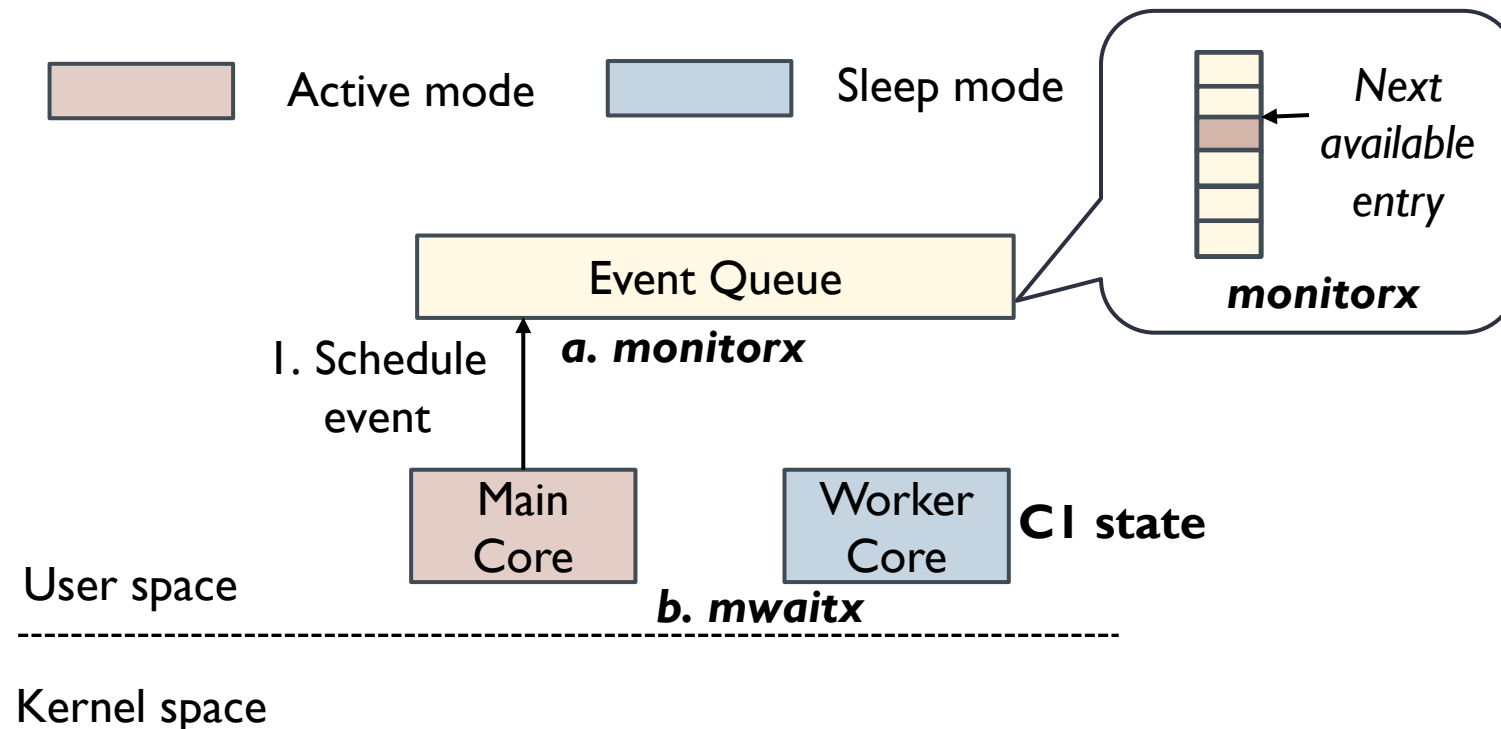 Active mode
Sleep mode
Next
available
entry
monitorx
Event Queue
a. monitorx
1. Schedule
event
Main
Core
Worker
Core
C1 state
User space
b. mwaitx
Kernel space